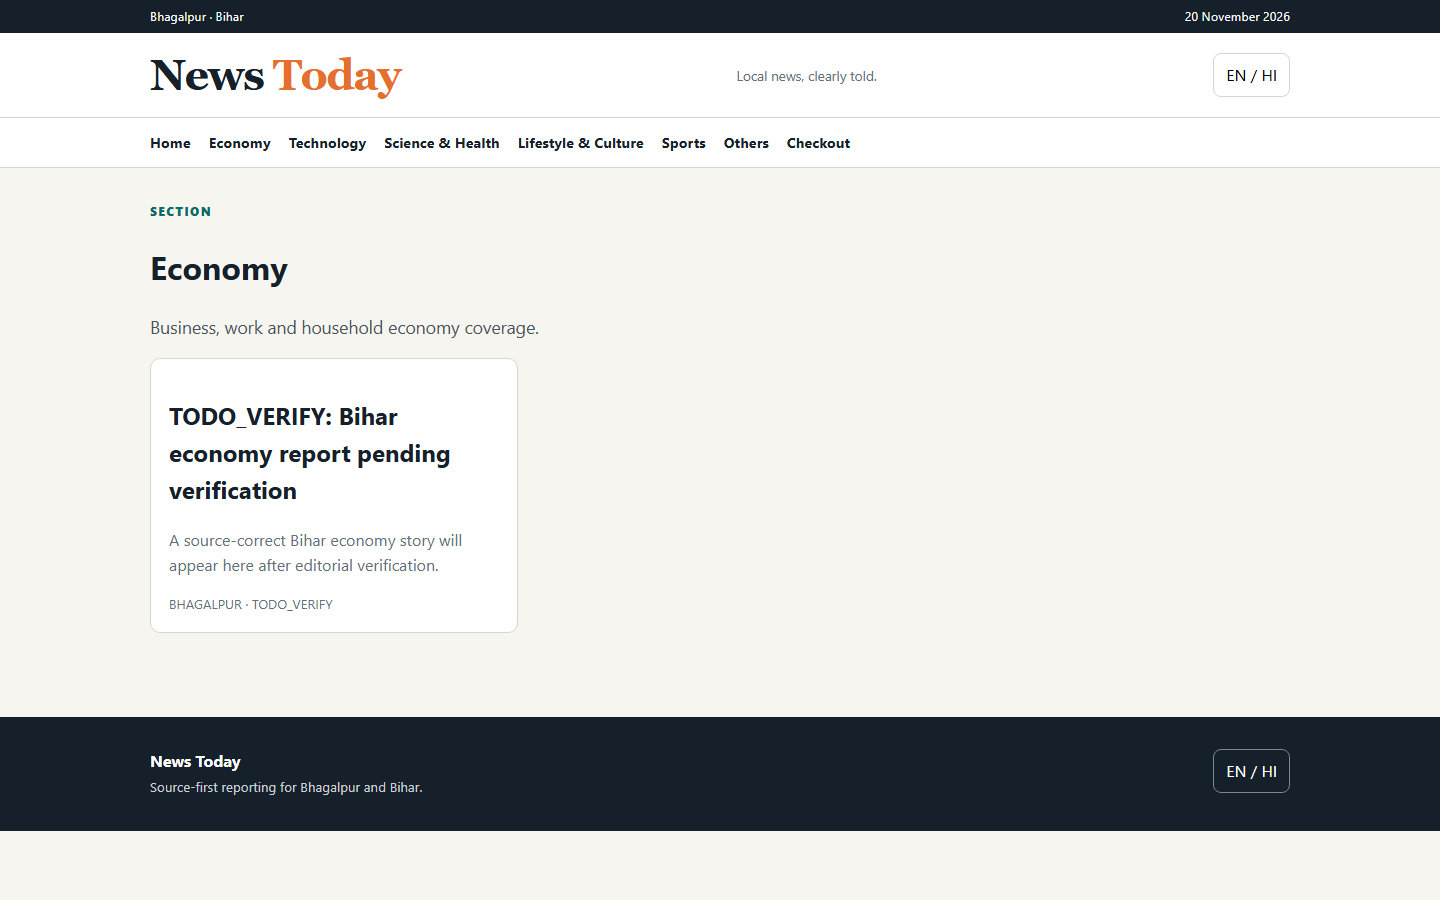 Bhagalpur · Bihar
20 November 2026
News Today
Local news, clearly told.
EN / HI
Home Economy Technology Science & Health Lifestyle & Culture Sports Others Checkout
SECTION
Economy
Business, work and household economy coverage.
TODO_VERIFY: Bihar
economy report pending
verification
A source-correct Bihar economy story will
appear here after editorial verification.
BHAGALPUR · TODO_VERIFY
News Today
Source-first reporting for Bhagalpur and Bihar.
EN / HI